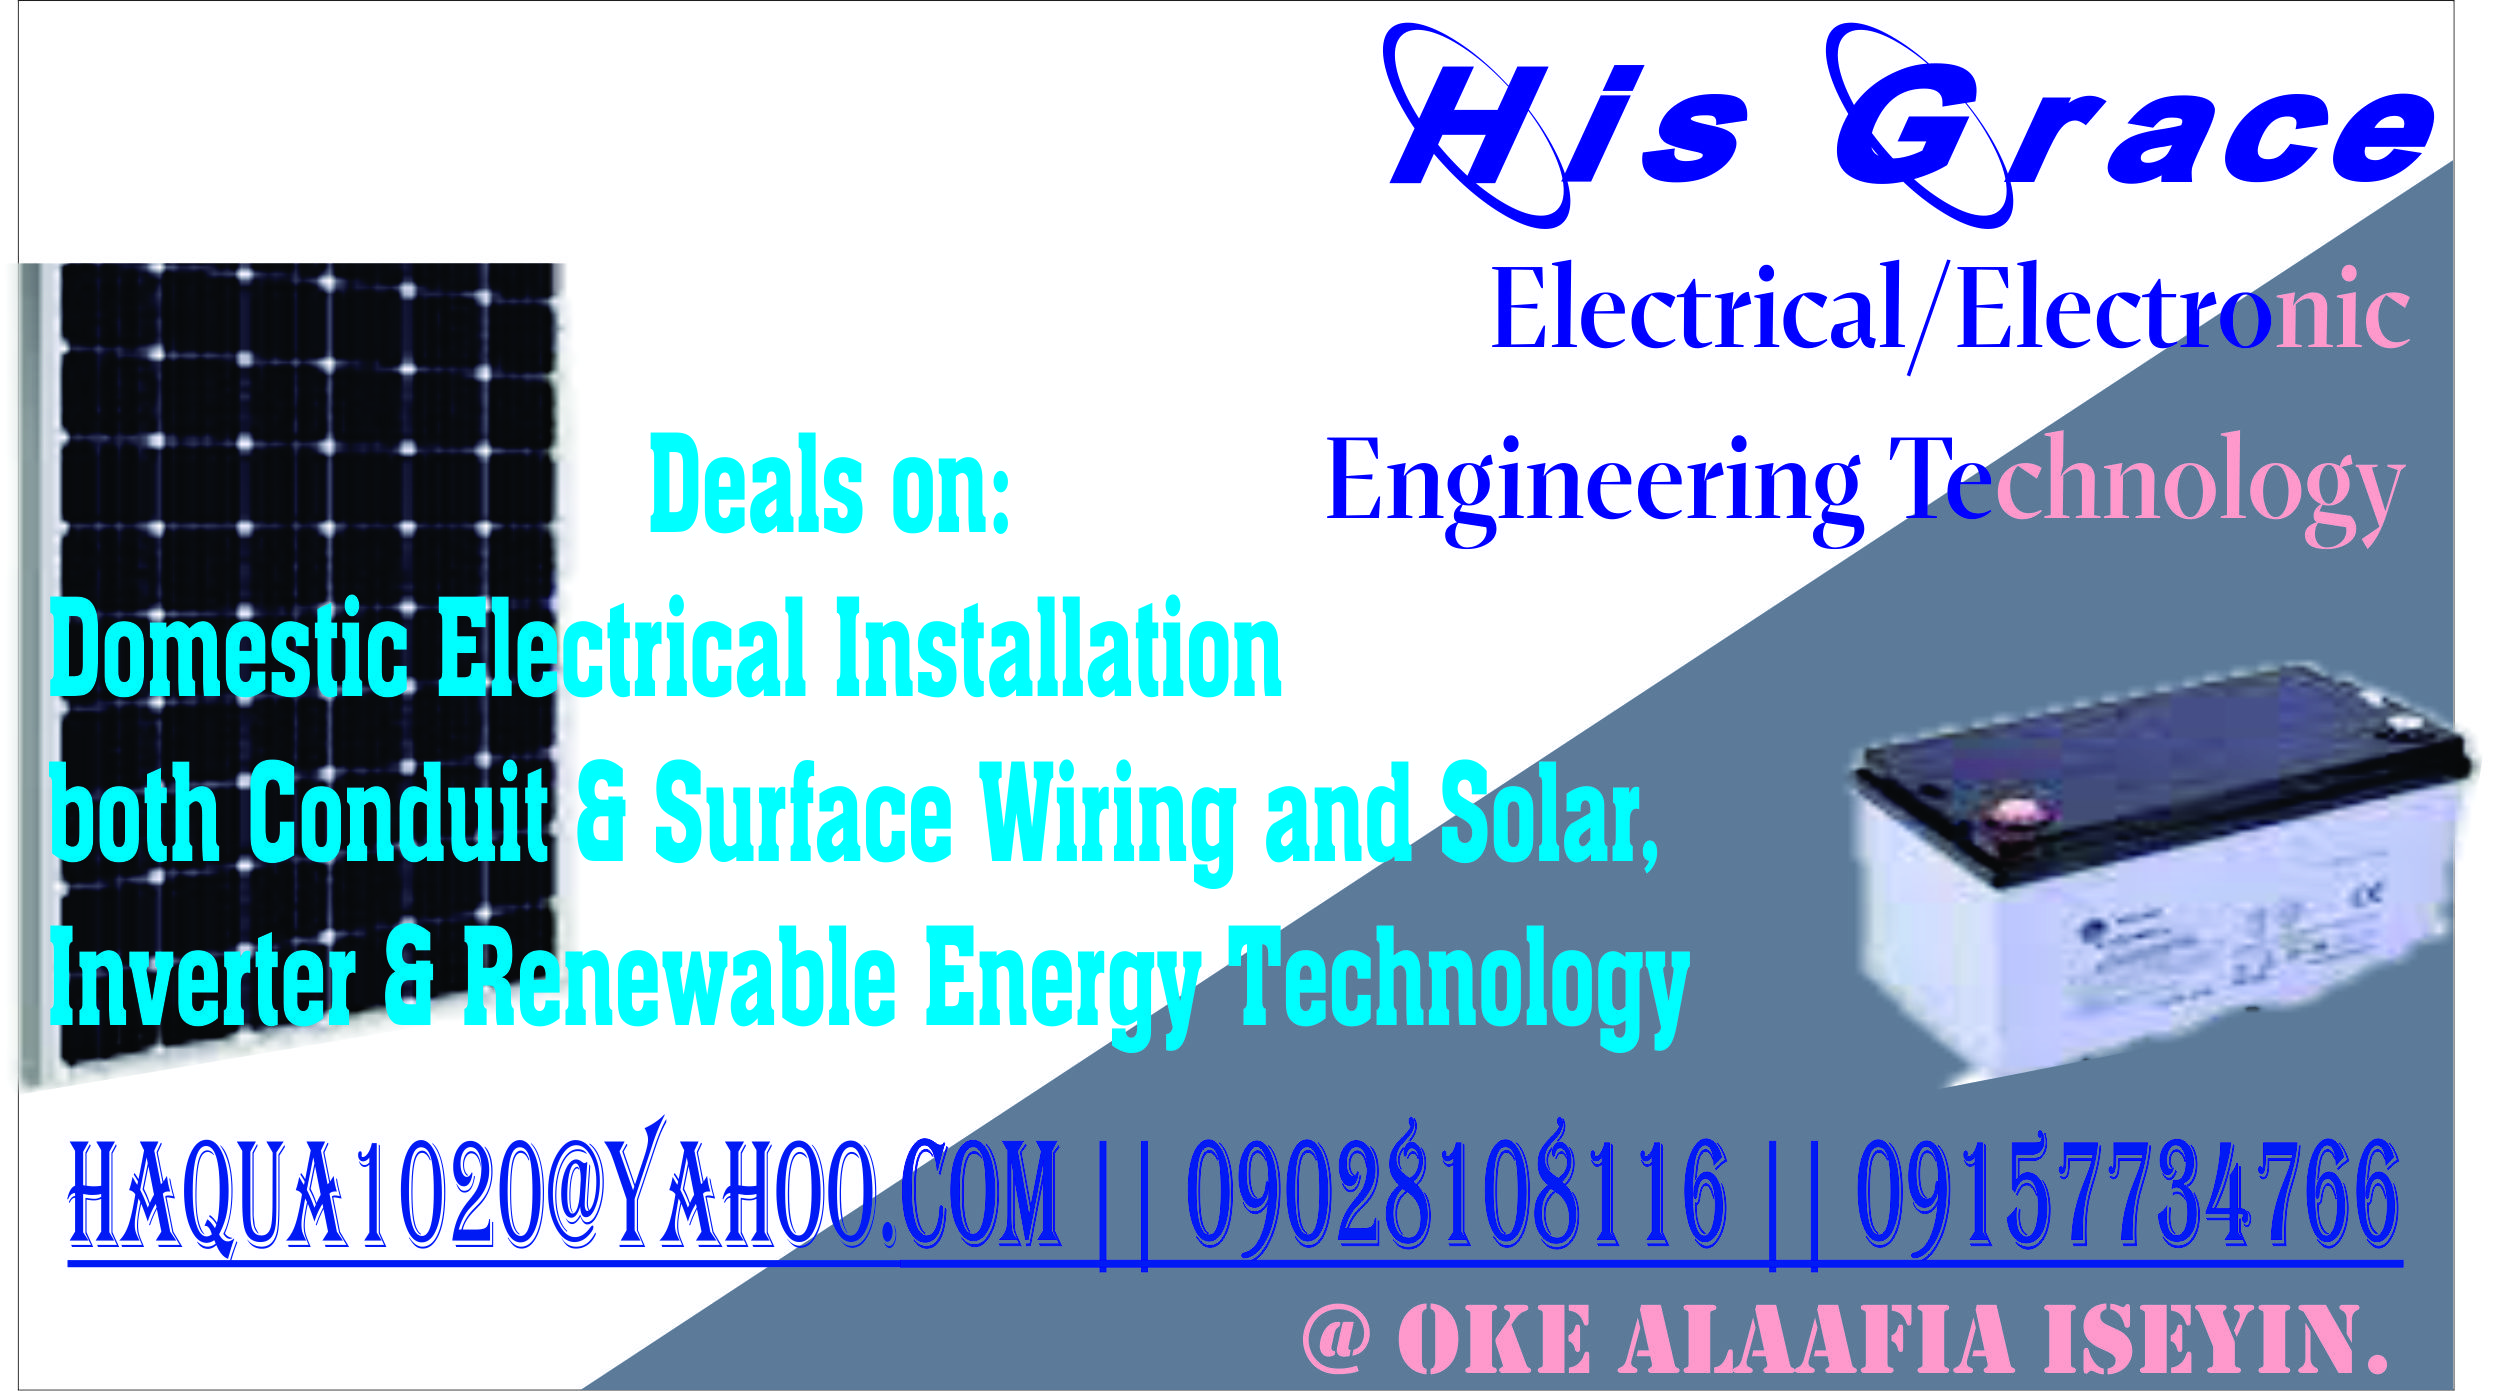 His Grace
Electrical/Electronic
Engineering Technology
Deals on:
Domestic Electrical Installation
both Conduit & Surface Wiring and Solar,
Inverter & Renewable Energy Technology
HAQUA1020@YAHOO.COM || 09028108116 || 09157734766
@ OKE ALAAFIA ISEYIN.